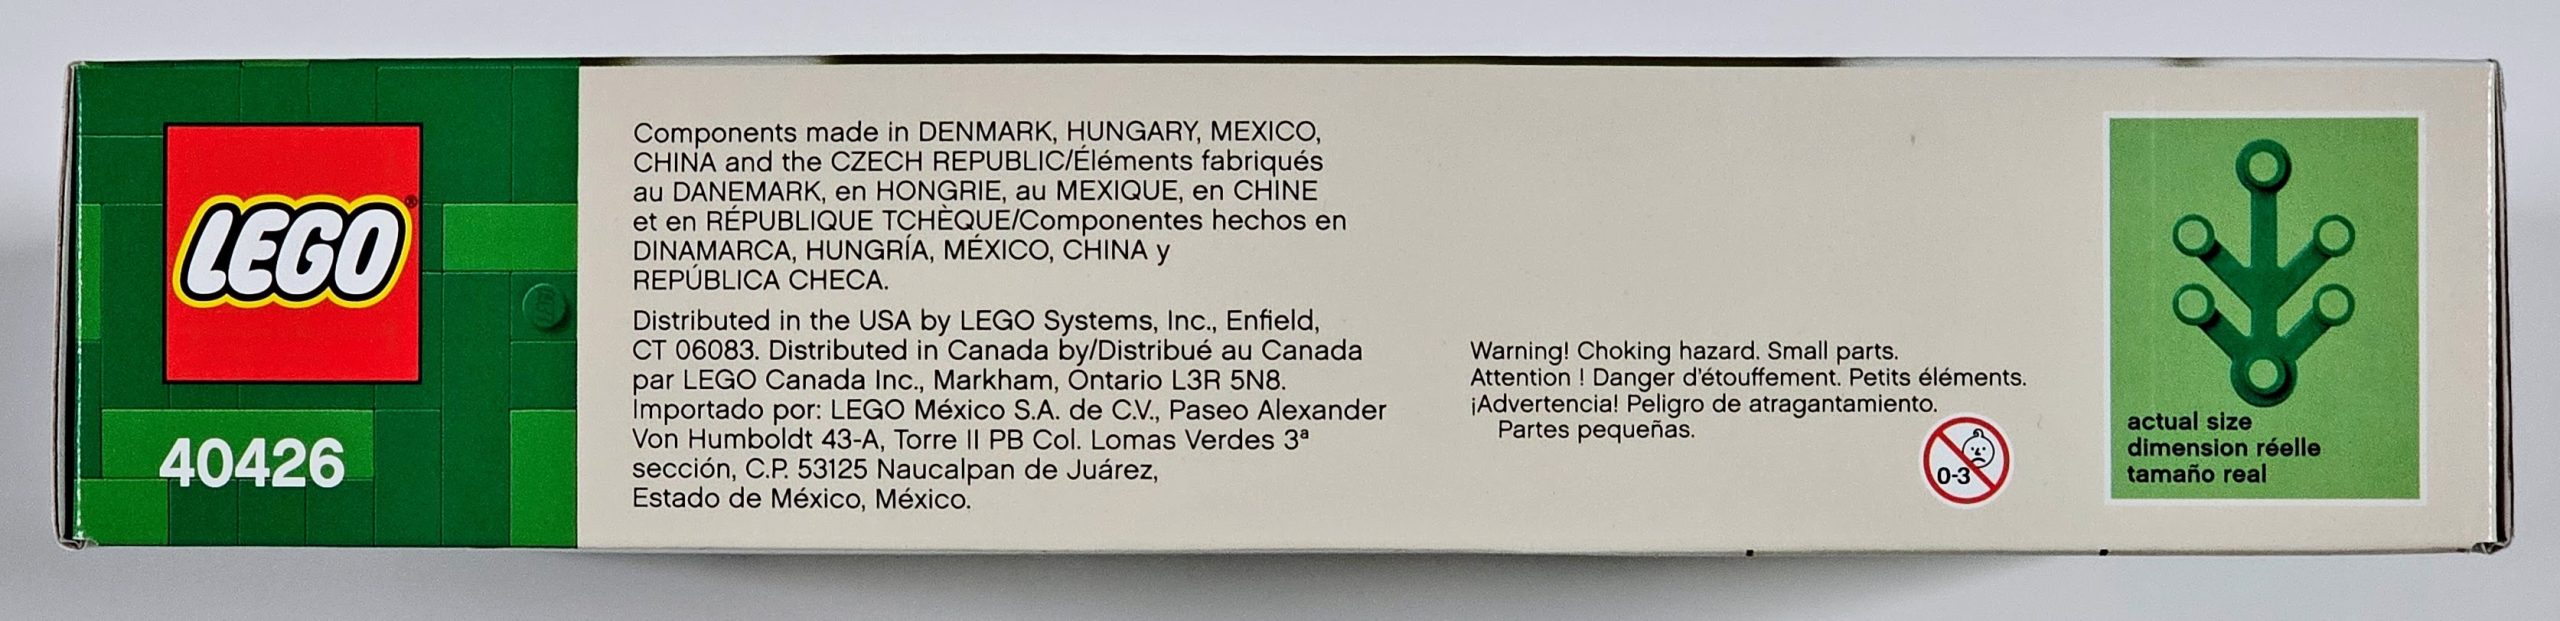 LEGO®
40426
Components made in DENMARK, HUNGARY, MEXICO,
CHINA and the CZECH REPUBLIC/Éléments fabriqués
au DANEMARK, en HONGRIE, au MEXIQUE, en CHINE
et en RÉPUBLIQUE TCHÈQUE/Componentes hechos en
DINAMARCA, HUNGRÍA, MÉXICO, CHINA y
REPÚBLICA CHECA.
Distributed in the USA by LEGO Systems, Inc., Enfield,
CT 06083. Distributed in Canada by/Distribué au Canada
par LEGO Canada Inc., Markham, Ontario L3R 5N8.
Importado por: LEGO México S.A. de C.V., Paseo Alexander
Von Humboldt 43-A, Torre II PB Col. Lomas Verdes 3ª
sección, C.P. 53125 Naucalpan de Juárez,
Estado de México, México.
Warning! Choking hazard. Small parts.
Attention ! Danger d'étouffement. Petits éléments.
¡Advertencia! Peligro de atragantamiento.
Partes pequeñas.
0-3
actual size
dimension réelle
tamaño real